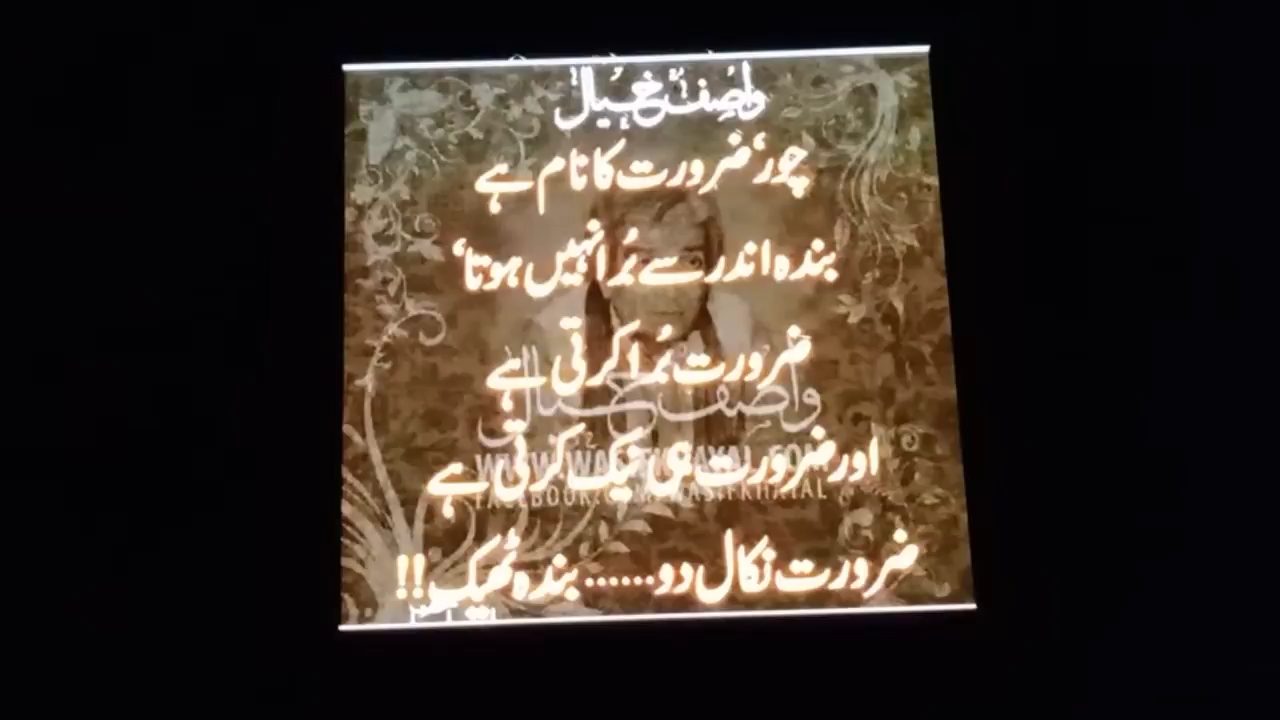 واصف خیال
چور، ضرورت کا نام ہے
بندہ اندر سے بُرا نہیں ہوتا،
ضرورت بُرا کرتی ہے
واصف خیال
اور ضرورت ہی نیک کرتی ہے
WWW.WASIFKHAYAL.COM
FACEBOOK.COM/WASIFKHAYAL
ضرورت نکال دو...... بندہ ٹھیک!!